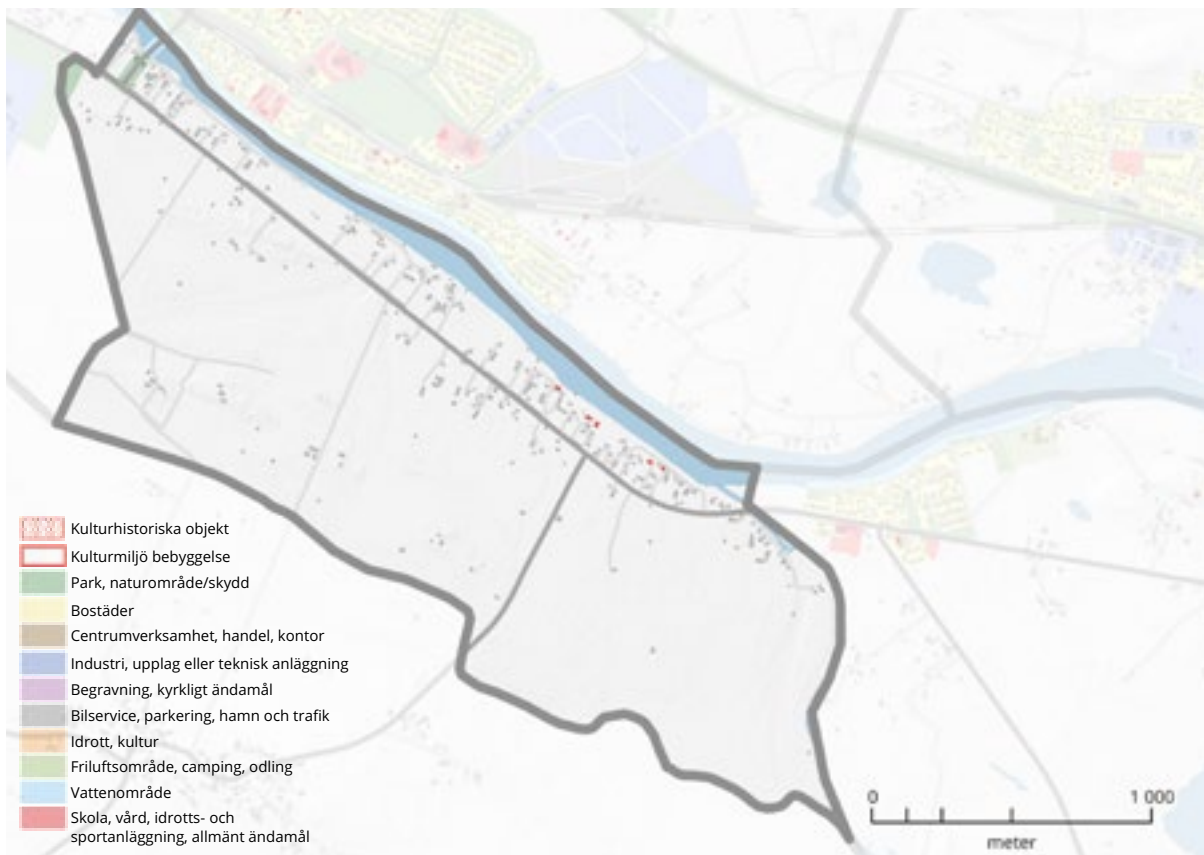 Kulturhistoriska objekt
Kulturmiljö bebyggelse
Park, naturområde/skydd
Bostäder
Centrumverksamhet, handel, kontor
Industri, upplag eller teknisk anläggning
Begravning, kyrkligt ändamål
Bilservice, parkering, hamn och trafik
Idrott, kultur
Friluftsområde, camping, odling
Vattenområde
Skola, vård, idrotts- och
sportanläggning, allmänt ändamål
0 1 000
meter